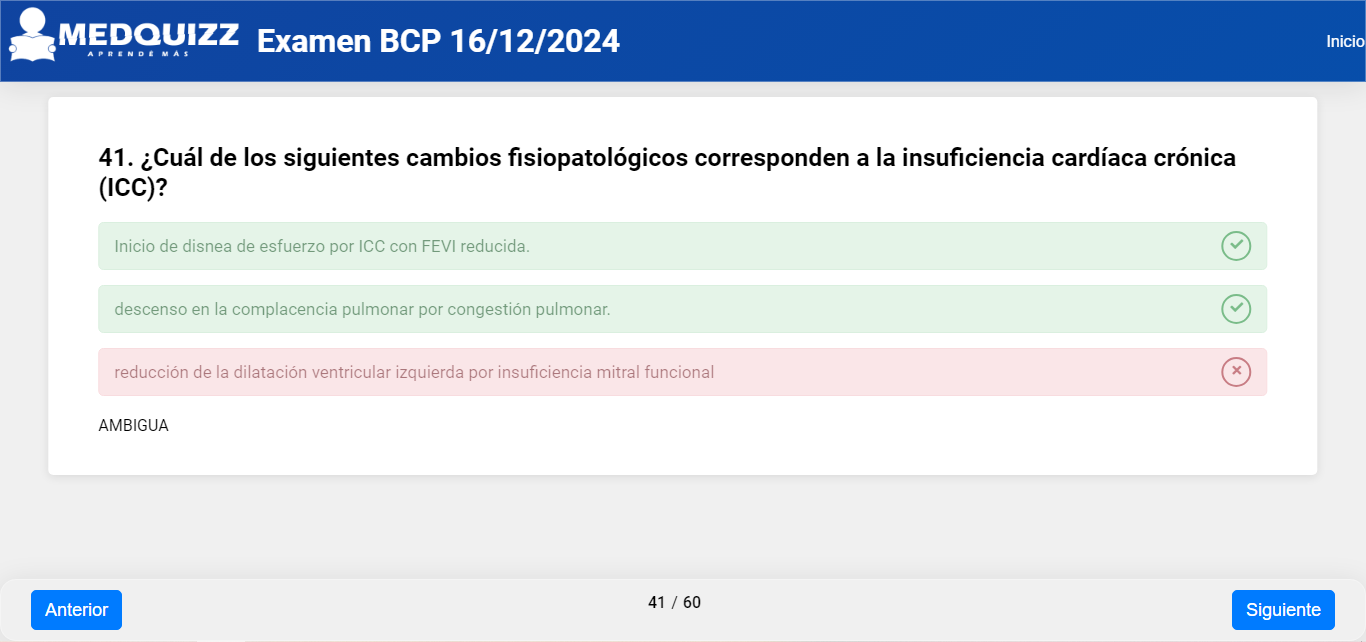 MEDQUIZZ
APRENDE MÁS
Examen BCP 16/12/2024
Inicio
41. ¿Cuál de los siguientes cambios fisiopatológicos corresponden a la insuficiencia cardíaca crónica
(ICC)?
Inicio de disnea de esfuerzo por ICC con FEVI reducida.
descenso en la complacencia pulmonar por congestión pulmonar.
reducción de la dilatación ventricular izquierda por insuficiencia mitral funcional
AMBIGUA
Anterior
41 / 60
Siguiente